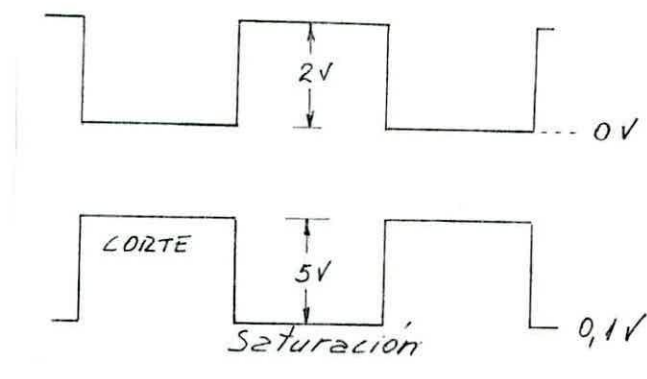 2V
0V
CORTE
5V
0,1V
Saturación